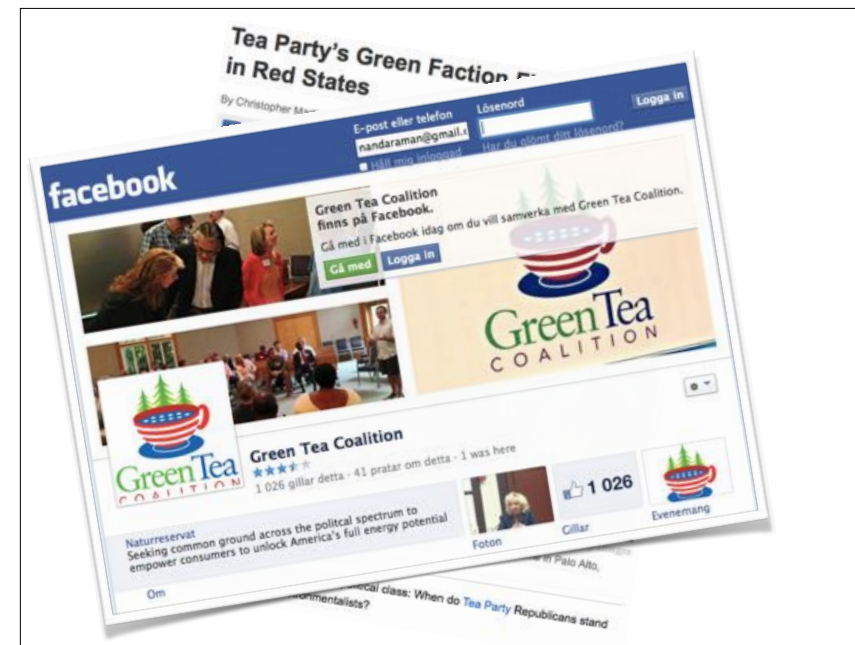 Tea Party's Green Faction
in Red States
By Christopher
facebook
E-post eller telefon
Lösenord
nandaraman@gmail.
Logga in
Håll mig inloggad
Har du glömt ditt lösenord?
Green Tea Coalition
finns på Facebook.
Gå med i Facebook idag om du vill samverka med Green Tea Coalition.
Gå med
Logga in
GreenTea
COALITION
GreenTea
COALITION
Green Tea Coalition
1 026 gillar detta · 41 pratar om detta · 1 was here
Naturreservat
Seeking common ground across the politcal spectrum to
empower consumers to unlock America's full energy potential
Om
Foton
1 026
Gillar
Evenemang
in Palo Alto,
class: When do Tea Party Republicans stand